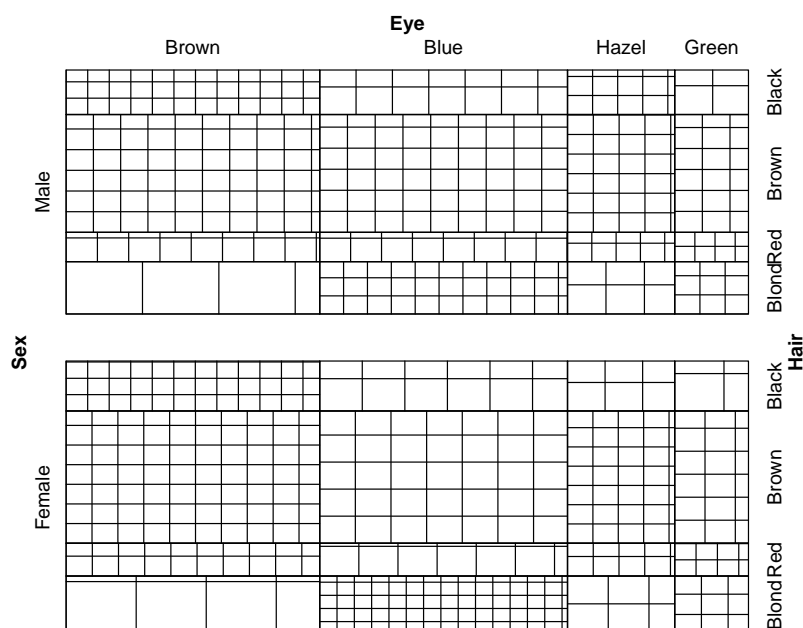 Eye
Brown Blue Hazel Green
Sex
Male
Female
Black
Brown
Red
Blond
Black
Brown
Red
Blond
Hair